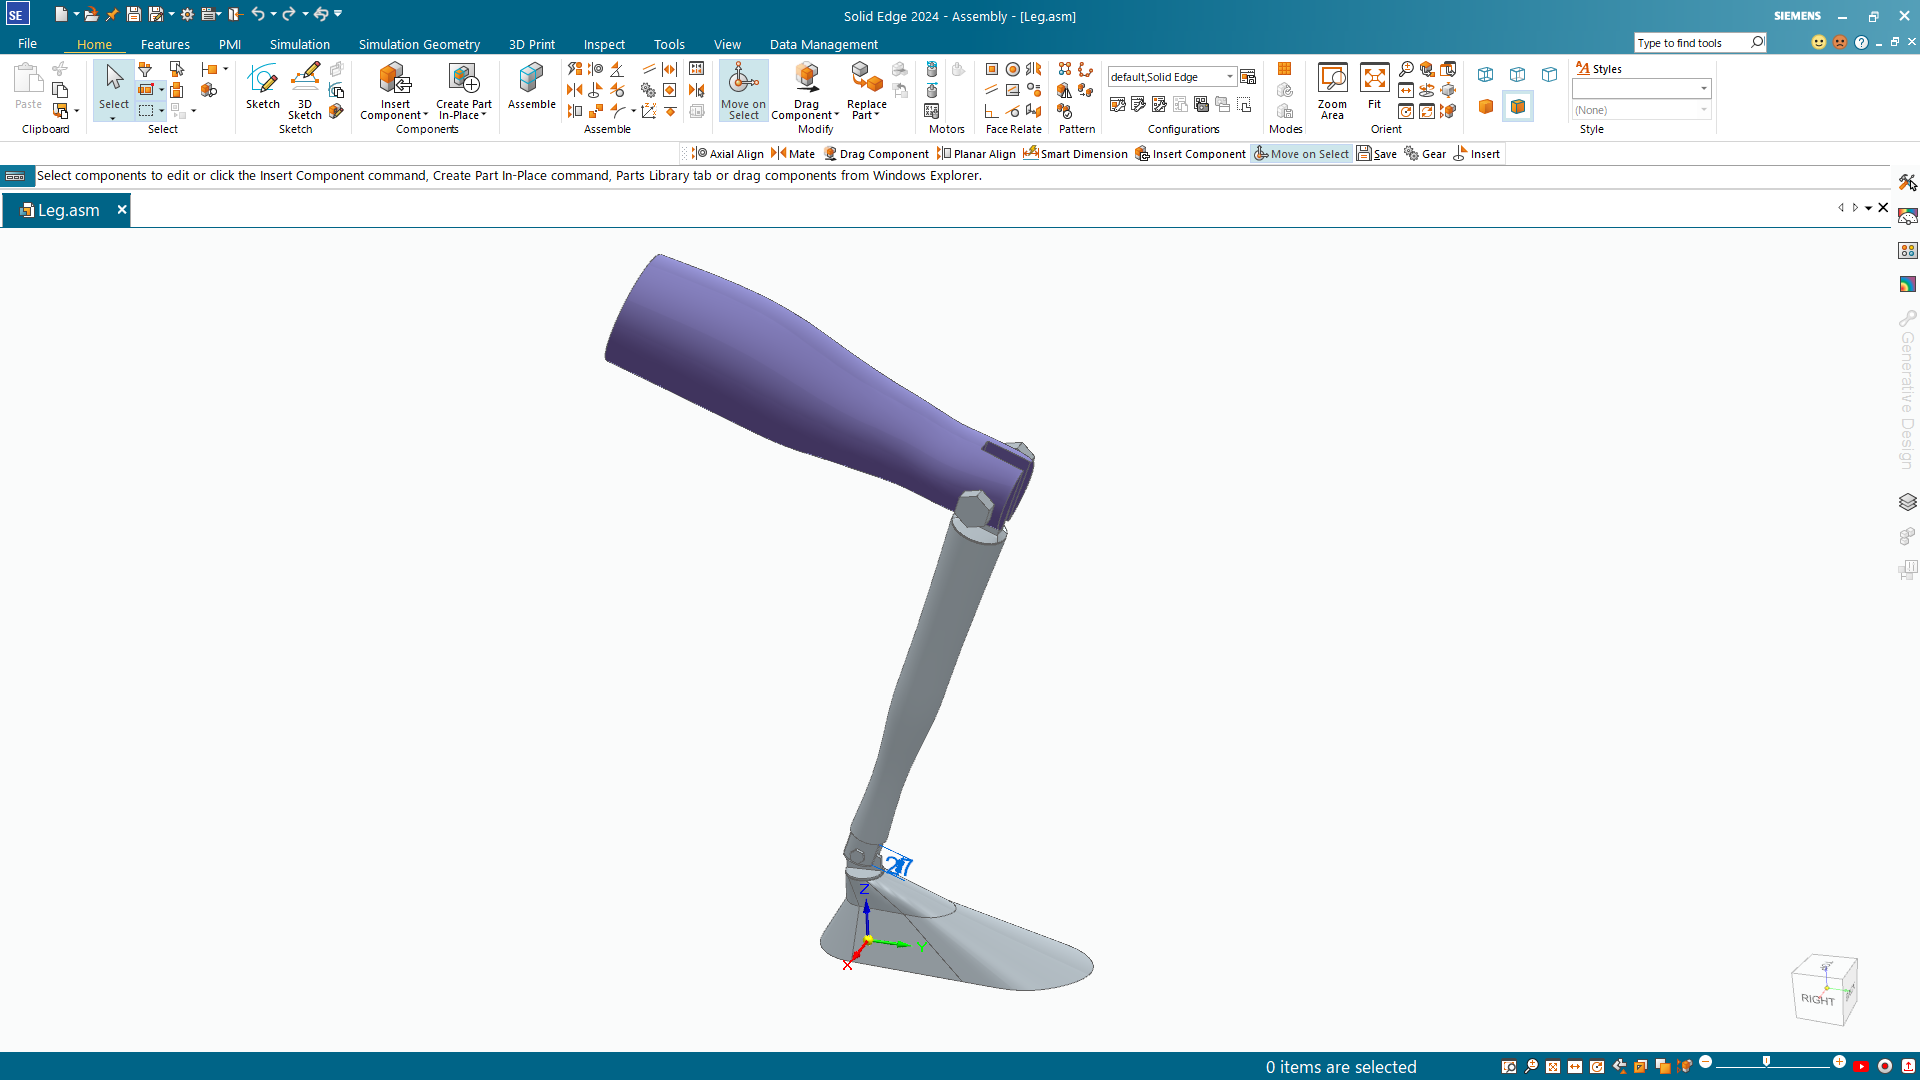 SE
Solid Edge 2024 - Assembly - [Leg.asm]
SIEMENS
File Home Features PMI Simulation Simulation Geometry 3D Print Inspect Tools View Data Management
Type to find tools
Paste
Clipboard
Select
Select
Sketch
3D Sketch
Sketch
Insert Component
Create Part In-Place
Components
Assemble
Assemble
Move on Select
Drag Component
Replace Part
Modify
Motors
Face Relate
Pattern
default,Solid Edge
Configurations
Modes
Zoom Area
Fit
Orient
Styles
(None)
Style
Axial Align Mate Drag Component Planar Align Smart Dimension Insert Component Move on Select Save Gear Insert
Select components to edit or click the Insert Component command, Create Part In-Place command, Parts Library tab or drag components from Windows Explorer.
Leg.asm
Generative Design
Z
Y
X
RIGHT
0 items are selected